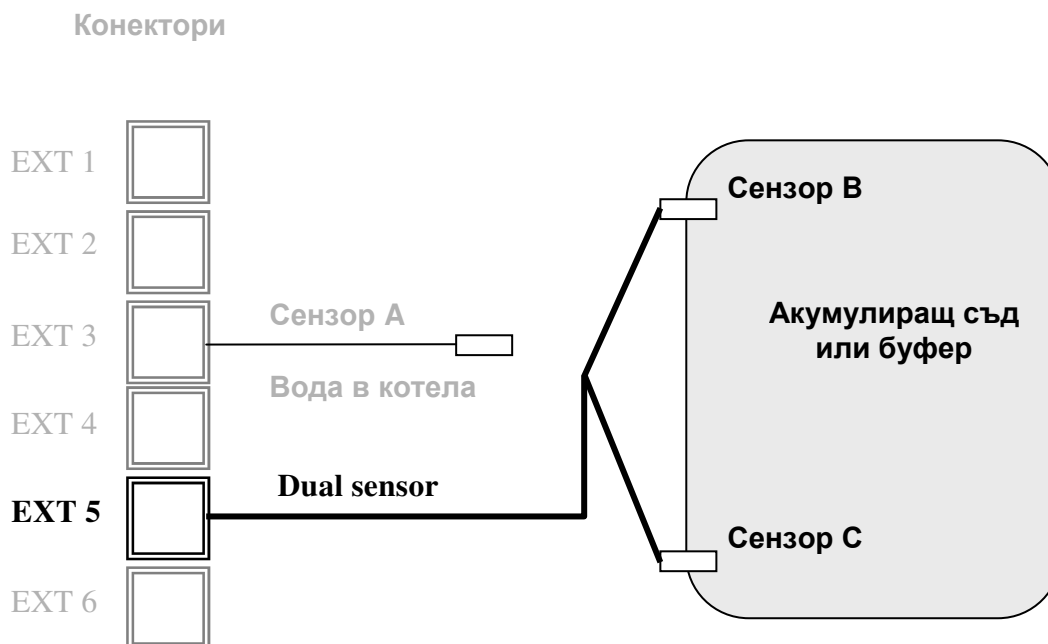 Конектори
EXT 1
EXT 2
EXT 3
EXT 4
EXT 5
EXT 6
Сензор А
Вода в котела
Dual sensor
Сензор B
Акумулиращ съд
или буфер
Сензор C